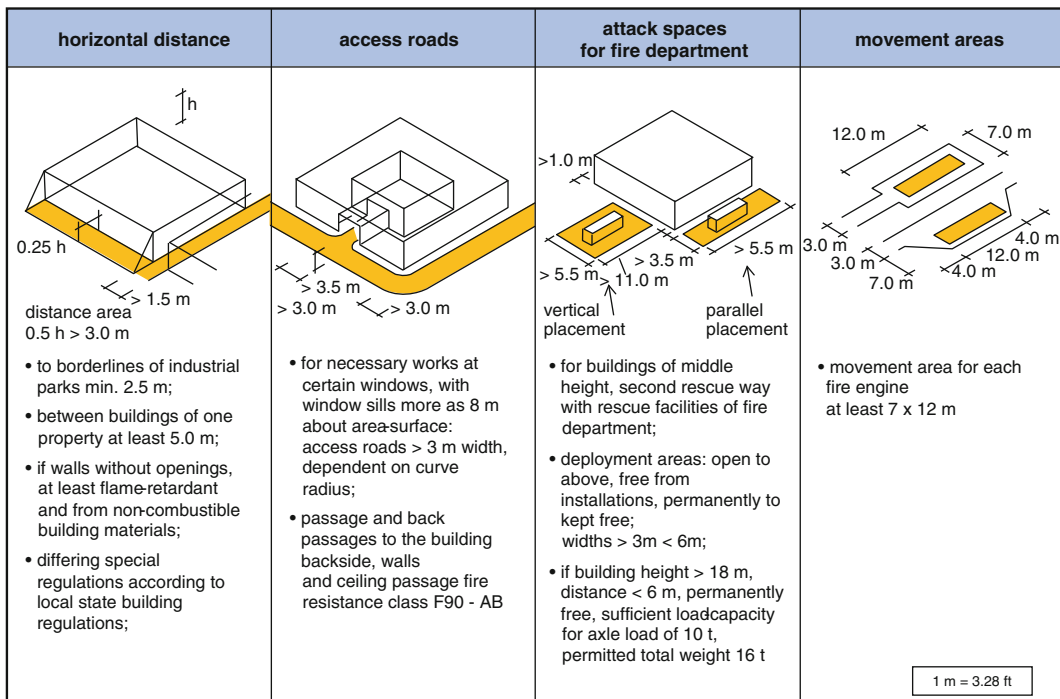 horizontal distance
h
0.25 h
> 1.5 m
distance area
0.5 h > 3.0 m
• to borderlines of industrial
parks min. 2.5 m;
• between buildings of one
property at least 5.0 m;
• if walls without openings,
at least flame-retardant
and from non-combustible
building materials;
• differing special
regulations according to
local state building
regulations;
access roads
> 3.5 m
> 3.0 m
> 3.0 m
• for necessary works at
certain windows, with
window sills more as 8 m
about area-surface:
access roads > 3 m width,
dependent on curve
radius;
• passage and back
passages to the building
backside, walls
and ceiling passage fire
resistance class F90 - AB
attack spaces
for fire department
>1.0 m
> 5.5 m
> 3.5 m
> 5.5 m
> 11.0 m
vertical
placement
parallel
placement
• for buildings of middle
height, second rescue way
with rescue facilities of fire
department;
• deployment areas: open to
above, free from
installations, permanently to
kept free;
widths > 3m < 6m;
• if building height > 18 m,
distance < 6 m, permanently
free, sufficient load-capacity
for axle load of 10 t,
permitted total weight 16 t
movement areas
12.0 m
7.0 m
3.0 m
3.0 m
7.0 m
4.0 m
12.0 m
4.0 m
• movement area for each
fire engine
at least 7 x 12 m
1 m = 3.28 ft